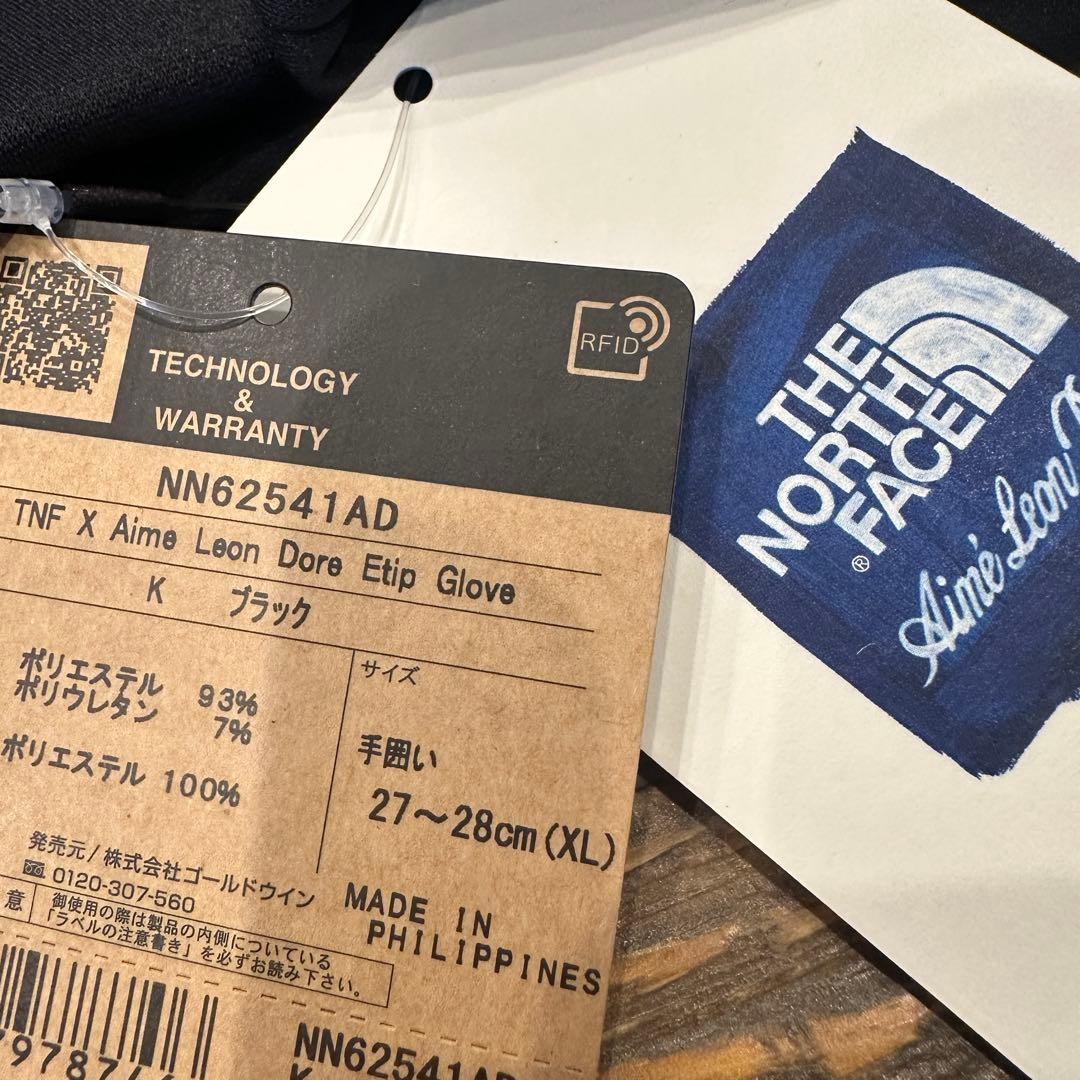 TECHNOLOGY
&
WARRANTY
RFID
NN62541AD
TNF X Aime Leon Dore Etip Glove
K ブラック
ポリエステル 93%
ポリウレタン 7%
ポリエステル 100%
サイズ
手囲い
27～28cm(XL)
発売元/株式会社ゴールドウイン
0120-307-560
意
御使用の際は製品の内側についている
「ラベルの注意書き」を必ずお読み下さい。
MADE IN
PHILIPPINES
NN62541AD
K
THE
NORTH
FACE
®
Aimé Leon